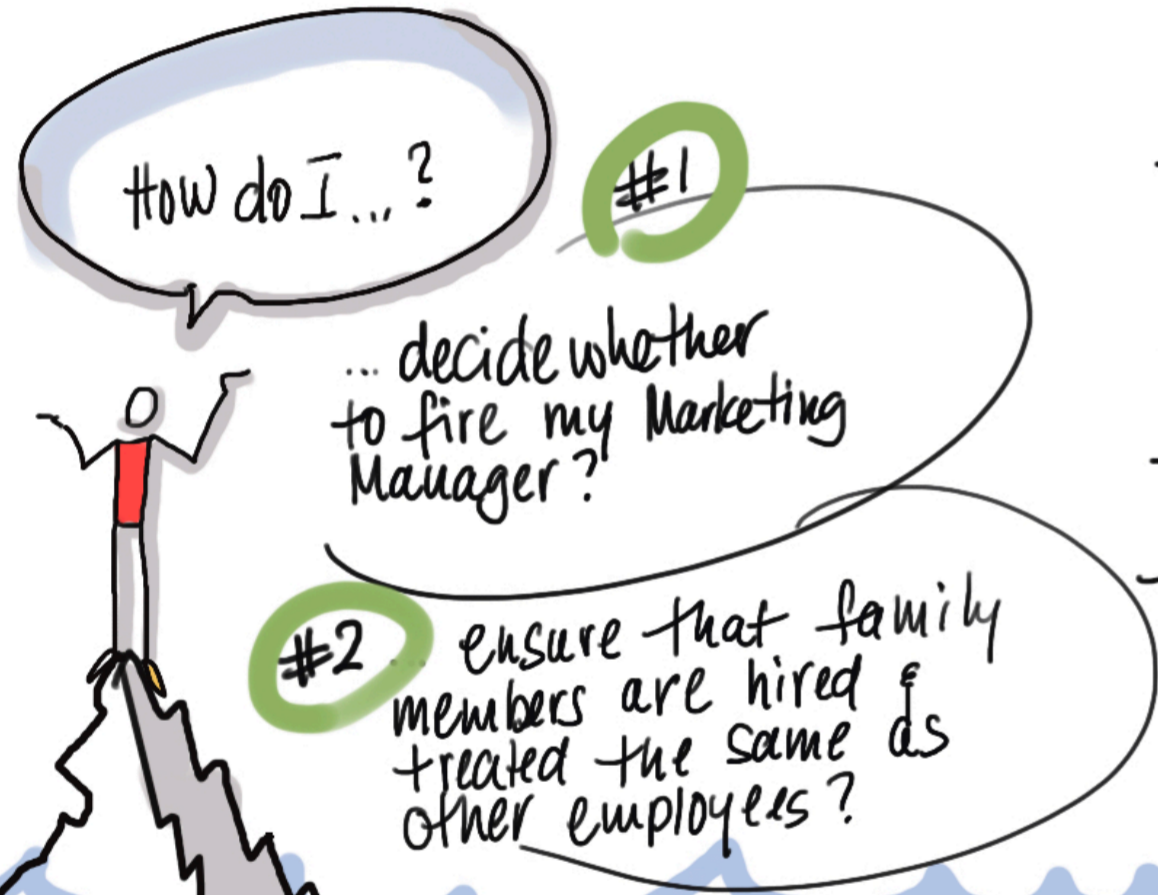 How do I...?
#1
... decide whether
to fire my Marketing
Manager?
#2 ... ensure that family
members are hired &
treated the same as
other employees?